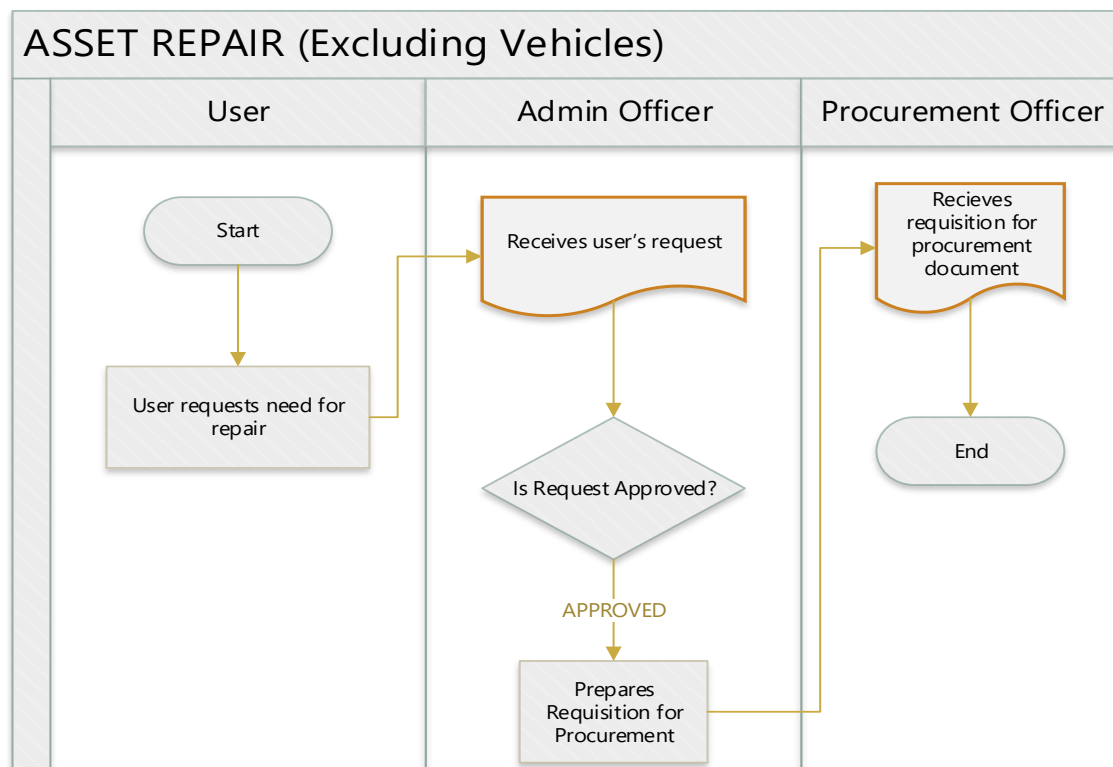 ASSET REPAIR (Excluding Vehicles)
User
Admin Officer
Procurement Officer
Start
User requests need for
repair
Receives user’s request
Is Request Approved?
APPROVED
Prepares
Requisition for
Procurement
Recieves
requisition for
procurement
document
End